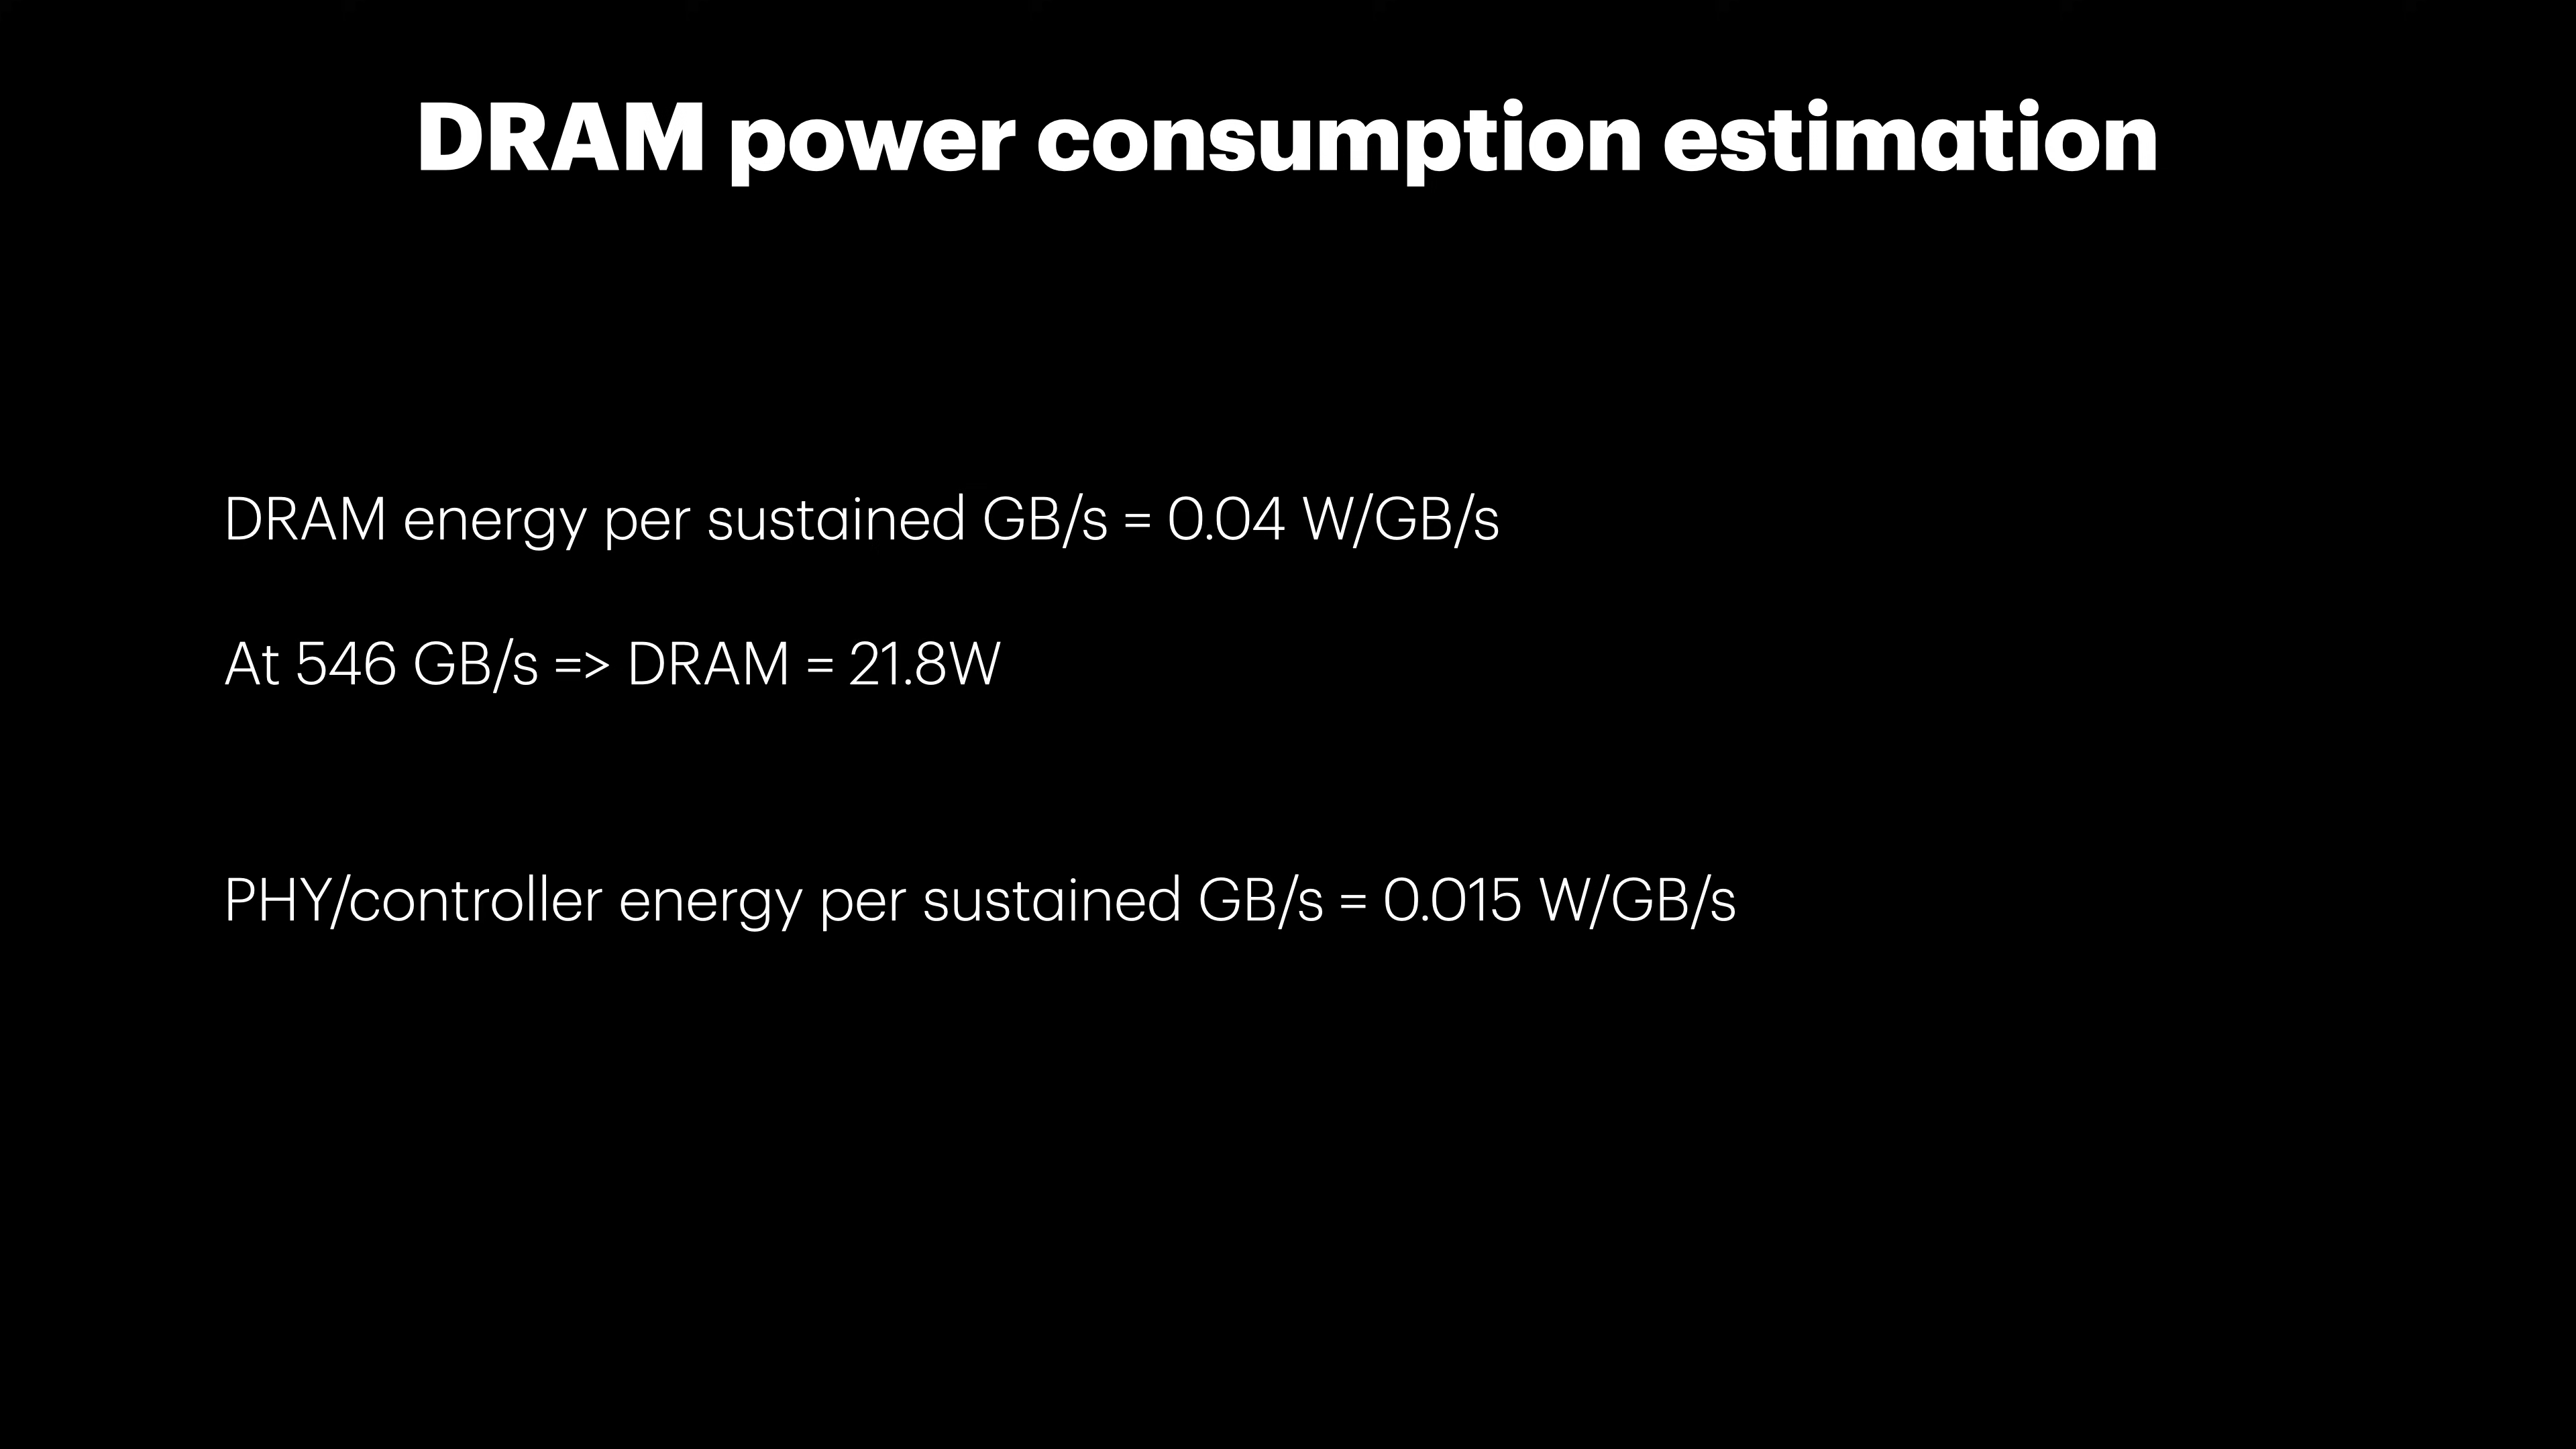 DRAM power consumption estimation
DRAM energy per sustained GB/s = 0.04 W/GB/s
At 546 GB/s => DRAM = 21.8W
PHY/controller energy per sustained GB/s = 0.015 W/GB/s